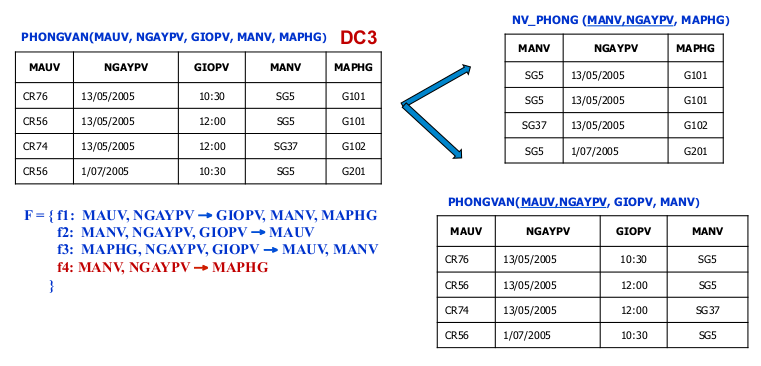 PHONGVAN(MAUV, NGAYPV, GIOPV, MANV, MAPHG) DC3
MAUV NGAYPV GIOPV MANV MAPHG
CR76 13/05/2005 10:30 SG5 G101
CR56 13/05/2005 12:00 SG5 G101
CR74 13/05/2005 12:00 SG37 G102
CR56 1/07/2005 10:30 SG5 G201
F = { f1: MAUV, NGAYPV → GIOPV, MANV, MAPHG
f2: MANV, NGAYPV, GIOPV → MAUV
f3: MAPHG, NGAYPV, GIOPV → MAUV, MANV
f4: MANV, NGAYPV → MAPHG
}
NV_PHONG (MANV,NGAYPV, MAPHG)
MANV NGAYPV MAPHG
SG5 13/05/2005 G101
SG5 13/05/2005 G101
SG37 13/05/2005 G102
SG5 1/07/2005 G201
PHONGVAN(MAUV,NGAYPV, GIOPV, MANV)
MAUV NGAYPV GIOPV MANV
CR76 13/05/2005 10:30 SG5
CR56 13/05/2005 12:00 SG5
CR74 13/05/2005 12:00 SG37
CR56 1/07/2005 10:30 SG5